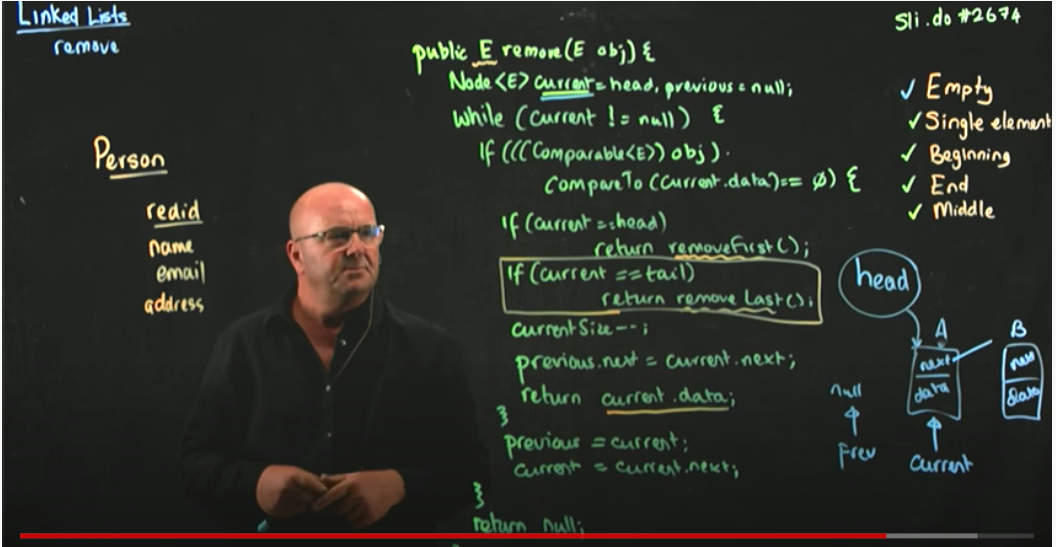 Linked Lists
remove
Sli.do #2674
public E remove(E obj) {
Node<E> current = head, previous = null;
while (current != null) {
If (((Comparable<E>) obj).
compareTo (current.data) == ∅) {
if (current == head)
return removeFirst();
if (current == tail)
return remove Last();
currentSize--;
previous.next = current.next;
return current.data;
}
previous = current;
current = current.next;
}
return null;
✓ Empty
✓ Single element
✓ Beginning
✓ End
✓ Middle
Person
redid
name
email
address
head
A
B
next
data
next
data
null
Prev
Current